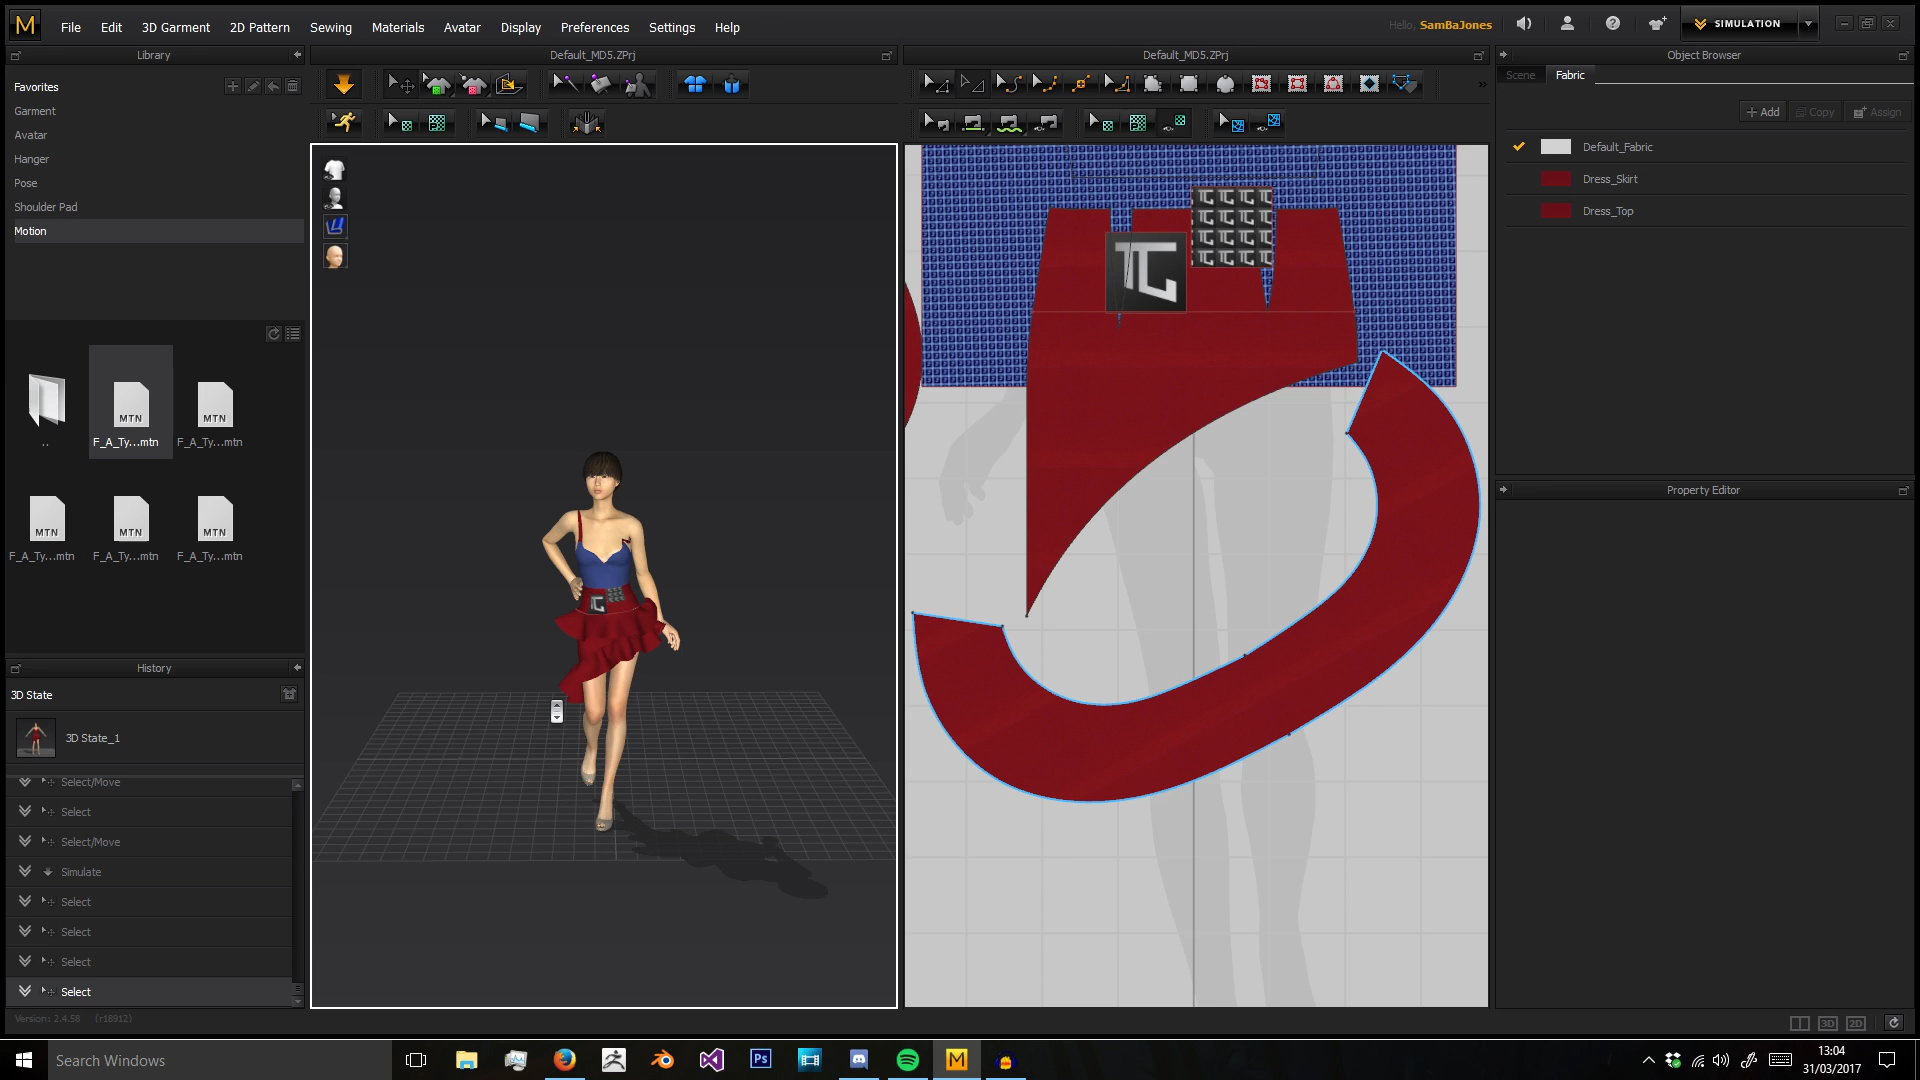 M File Edit 3D Garment 2D Pattern Sewing Materials Avatar Display Preferences Settings Help Hello, SamBaJones SIMULATION
Library
Default_MD5.ZPrj
Default_MD5.ZPrj
Object Browser
Favorites
Garment
Avatar
Hanger
Pose
Shoulder Pad
Motion
..
MTN
F_A_Ty...mtn
MTN
F_A_Ty...mtn
MTN
F_A_Ty...mtn
MTN
F_A_Ty...mtn
MTN
F_A_Ty...mtn
History
3D State
3D State_1
Select/Move
Select
Select/Move
Simulate
Select
Select
Select
Select
Version: 2.4.58 (r18912)
Scene Fabric
+ Add Copy Assign
Default_Fabric
Dress_Skirt
Dress_Top
Property Editor
3D 2D
Search Windows
Ps
M
13:04
31/03/2017